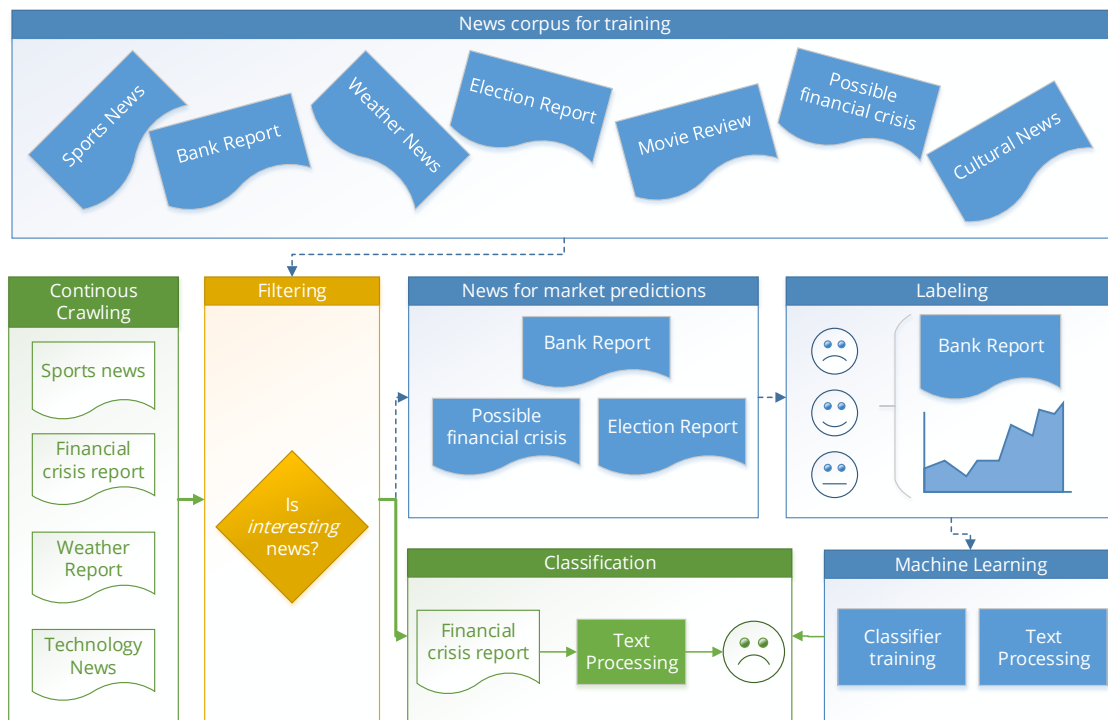 News corpus for training
Sports News
Bank Report
Weather News
Election Report
Movie Review
Possible
financial crisis
Cultural News
Continous
Crawling
Sports news
Financial
crisis report
Weather
Report
Technology
News
Filtering
Is
interesting
news?
News for market predictions
Bank Report
Possible
financial crisis
Election Report
Labeling
Bank Report
Classification
Financial
crisis report
Text
Processing
Machine Learning
Classifier
training
Text
Processing